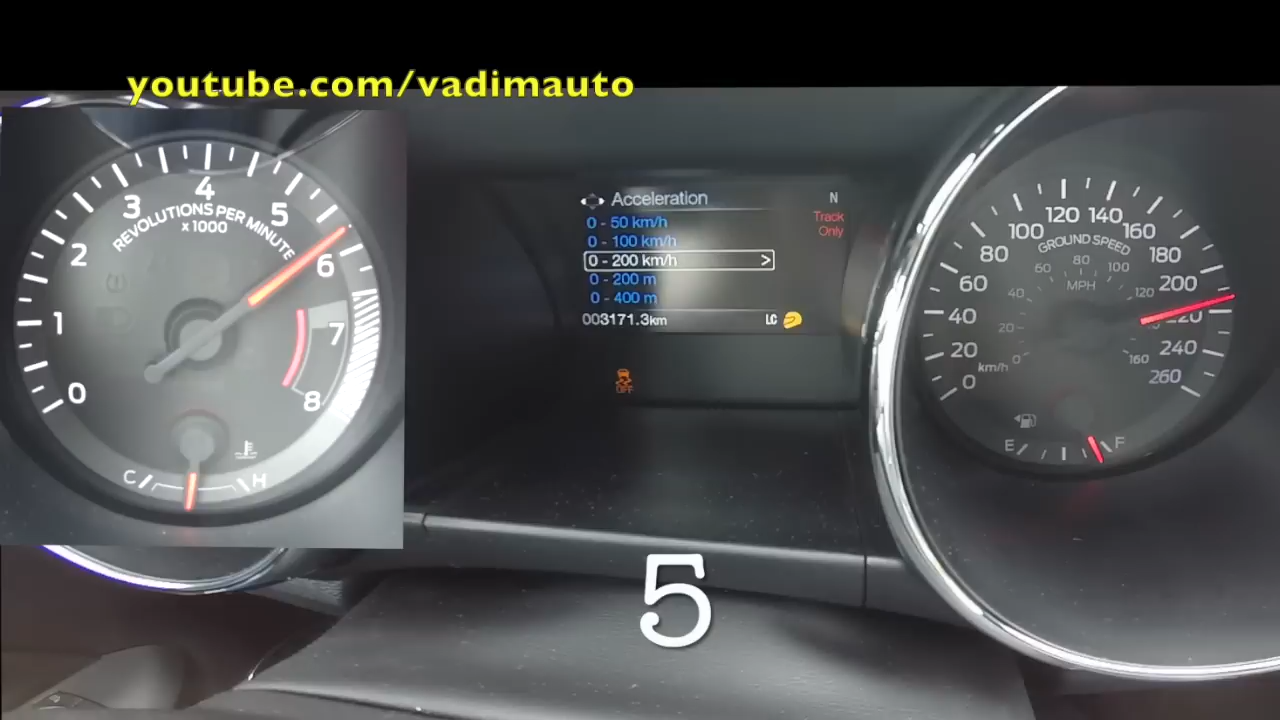 youtube.com/vadimauto
0 1 2 3 4 5 6 7 8
REVOLUTIONS PER MINUTE
x 1000
C H
Acceleration N
Track
Only
0 - 50 km/h
0 - 100 km/h
0 - 200 km/h >
0 - 200 m
0 - 400 m
003171.3km LC
OFF
0 20 40 60 80 100 120 140 160 180 200 220 240 260
GROUND SPEED
MPH
0 20 40 60 80 100 120 160
km/h
E F
5